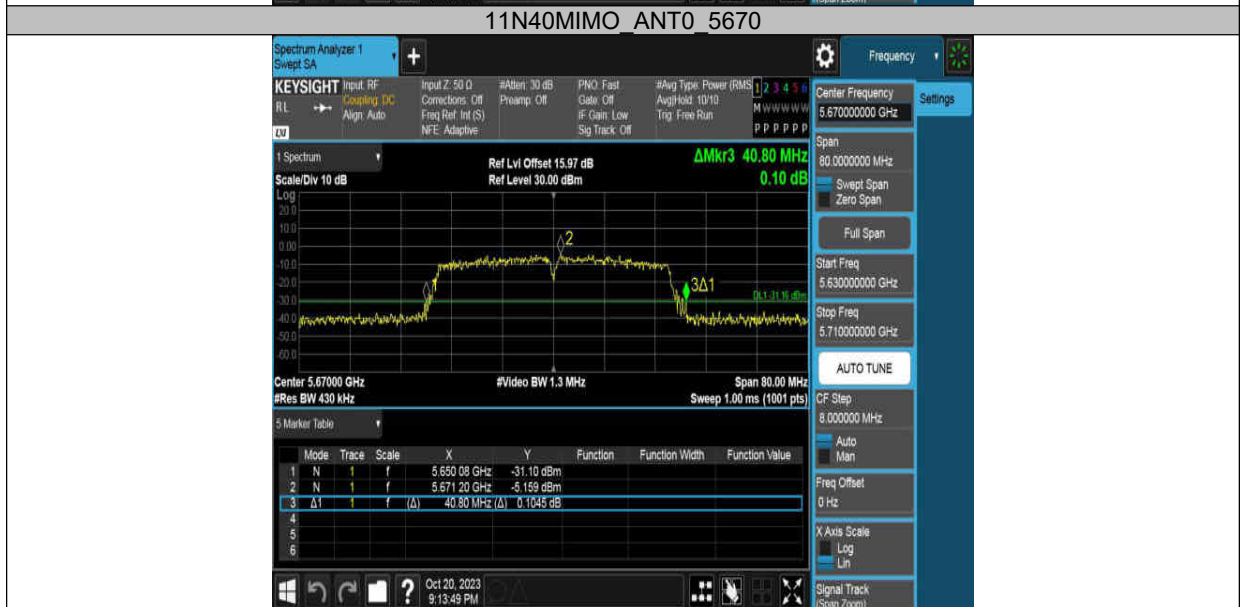 (Span Zoom)
11N40MIMO_ANT0_5670
Spectrum Analyzer 1
Swept SA
+
Frequency
KEYSIGHT Input: RF Input Z: 50 Ω #Atten: 30 dB PNO: Fast #Avg Type: Power (RMS 1 2 3 4 5 6
RL Coupling: DC Corrections: Off Preamp: Off Gate: Off Avg|Hold: 10/10 M W W W W W
Align: Auto Freq Ref: Int (S) IF Gain: Low Trig: Free Run
LXI NFE: Adaptive Sig Track: Off P P P P P P
Center Frequency
5.670000000 GHz
Settings
Span
80.0000000 MHz
Swept Span
Zero Span
Full Span
Start Freq
5.630000000 GHz
Stop Freq
5.710000000 GHz
AUTO TUNE
CF Step
8.000000 MHz
Auto
Man
Freq Offset
0 Hz
X Axis Scale
Log
Lin
Signal Track
(Span Zoom)
1 Spectrum
Ref Lvl Offset 15.97 dB
ΔMkr3 40.80 MHz
Scale/Div 10 dB
Ref Level 30.00 dBm
0.10 dB
Log
20.0
10.0
0.00
-10.0
-20.0
-30.0
-40.0
-50.0
-60.0
2
3Δ1
DL1 -31.16 dBm
Center 5.67000 GHz #Video BW 1.3 MHz Span 80.00 MHz
#Res BW 430 kHz Sweep 1.00 ms (1001 pts)
5 Marker Table
Mode Trace Scale X Y Function Function Width Function Value
1 N 1 f 5.650 08 GHz -31.10 dBm
2 N 1 f 5.671 20 GHz -5.159 dBm
3 Δ1 1 f (Δ) 40.80 MHz (Δ) 0.1045 dB
4
5
6
? Oct 20, 2023
9:13:49 PM